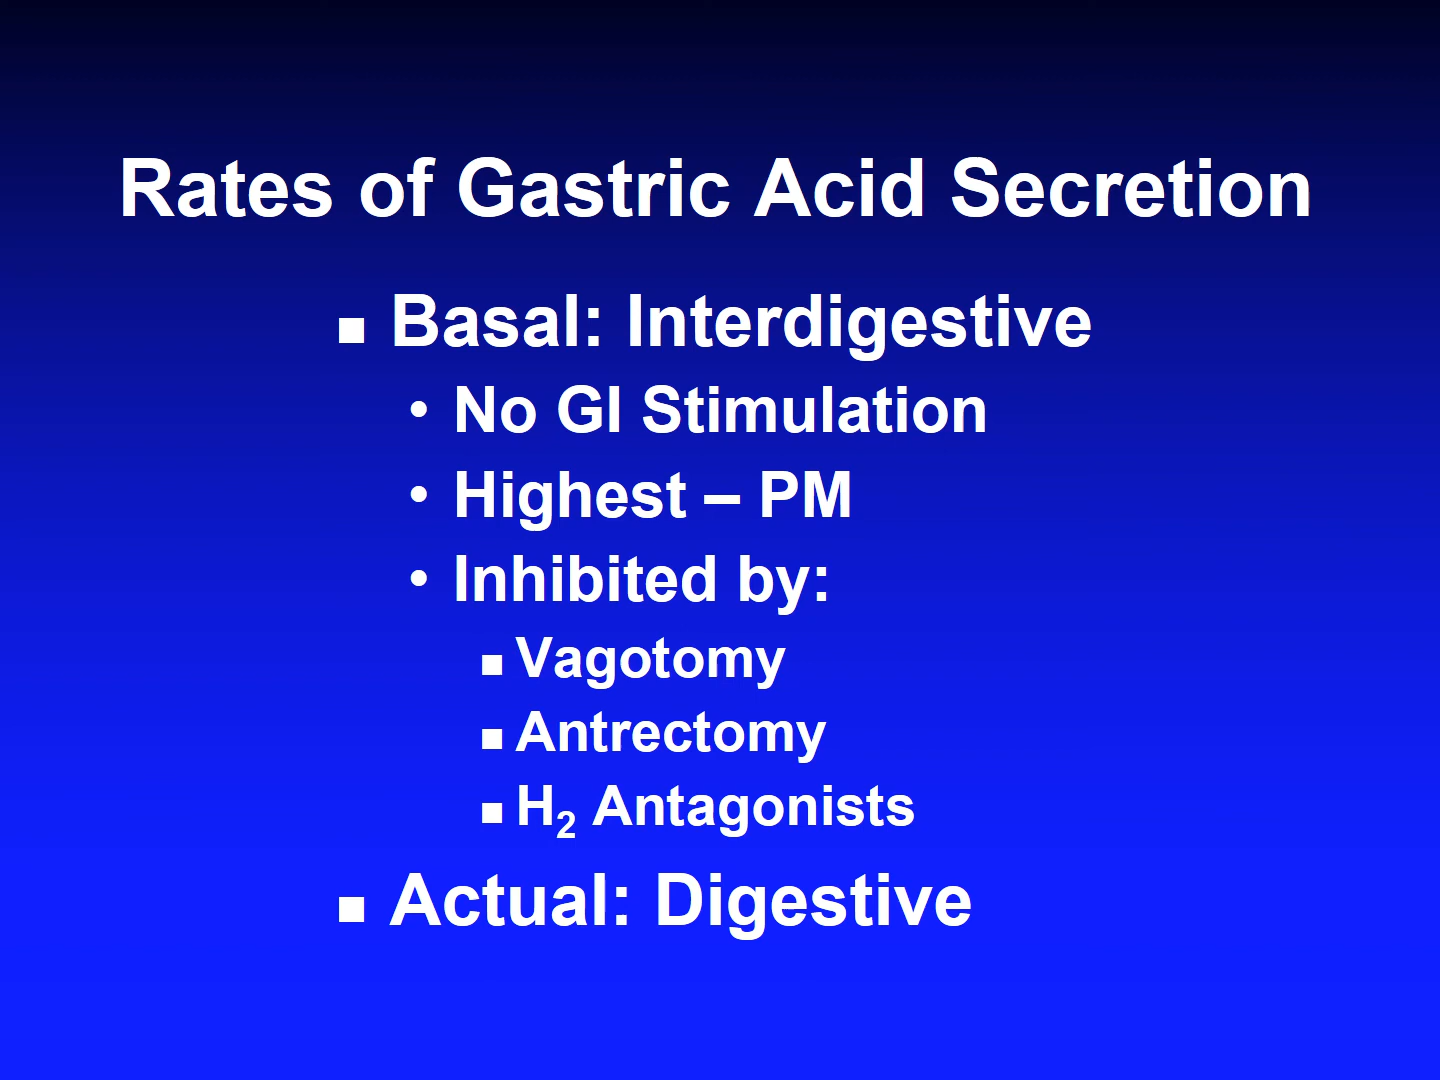 Rates of Gastric Acid Secretion
■ Basal: Interdigestive
• No GI Stimulation
• Highest – PM
• Inhibited by:
■ Vagotomy
■ Antrectomy
■ H₂ Antagonists
■ Actual: Digestive